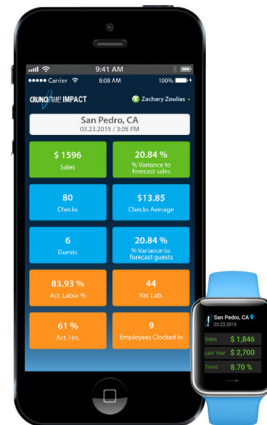 9:41 AM
Carrier 8:08 AM 100%
CRUNCHTIME! IMPACT Zachary Zoulias
San Pedro, CA
03.23.2015 / 3:05 PM
$ 1596
Sales
20.84 %
% Variance to
forecast sales
80
Checks
$13.85
Checks Average
6
Guests
20.84 %
% Variance to
forecast guests
83.93 %
Act. Labor %
44
Var. Lab.
61 %
Act. Hrs.
9
Employees Clocked In
San Pedro, CA
03.23.2015
Sales $ 1,846
Last Year $ 2,700
Trend 8.70 %